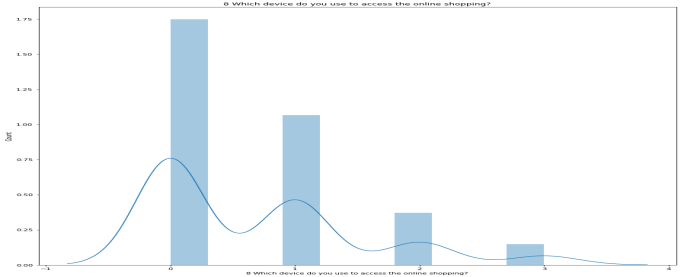 8 Which device do you use to access the online shopping?
1.75
1.50
1.25
1.00
0.75
0.50
0.25
0.00
Count
−1 0 1 2 3 4
8 Which device do you use to access the online shopping?